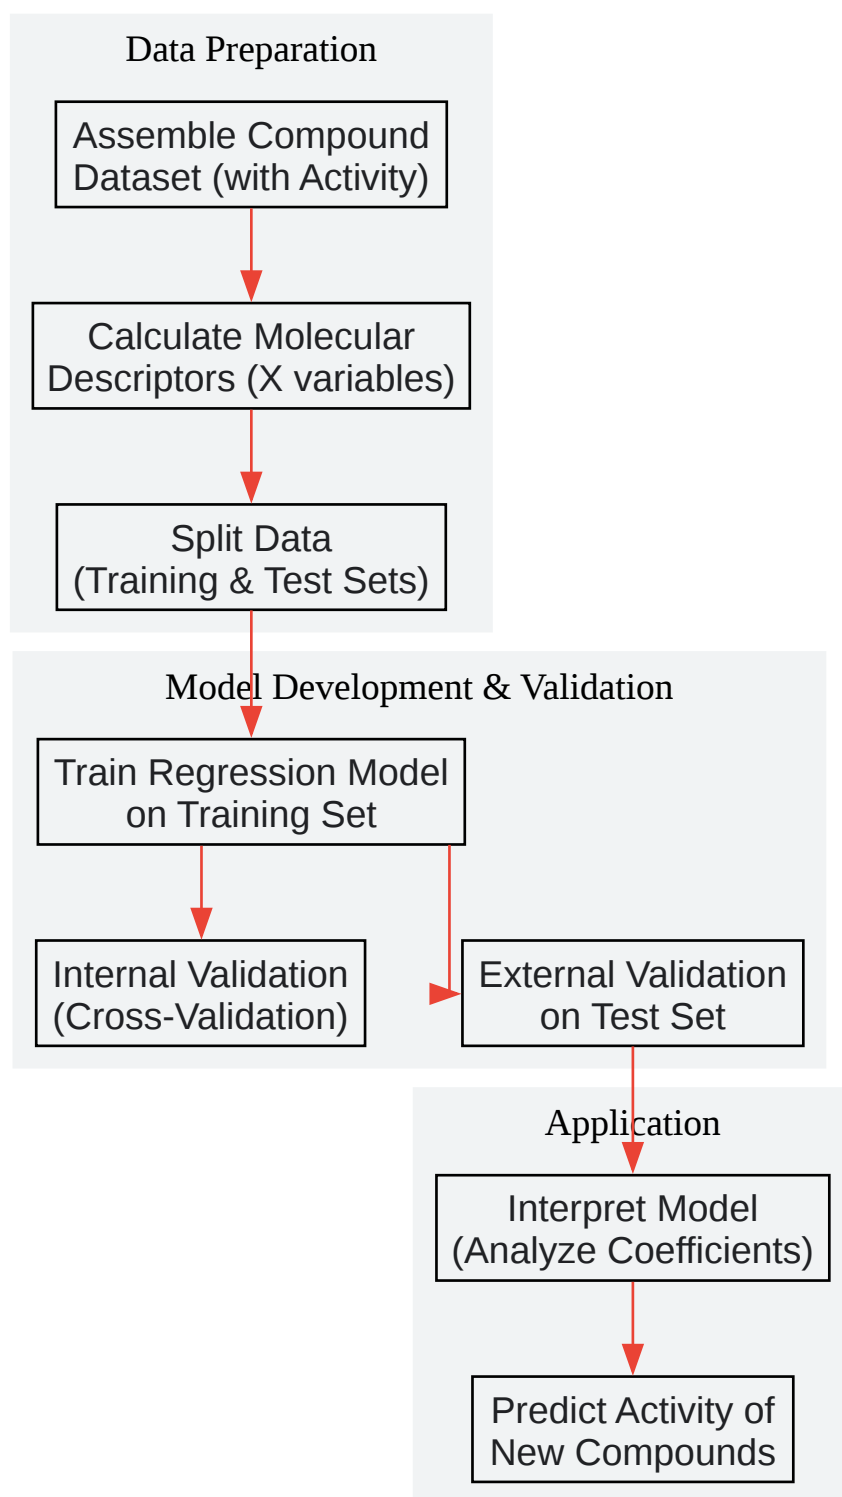 Data Preparation
Assemble Compound
Dataset (with Activity)
Calculate Molecular
Descriptors (X variables)
Split Data
(Training & Test Sets)
Model Development & Validation
Train Regression Model
on Training Set
Internal Validation
(Cross-Validation)
External Validation
on Test Set
Application
Interpret Model
(Analyze Coefficients)
Predict Activity of
New Compounds